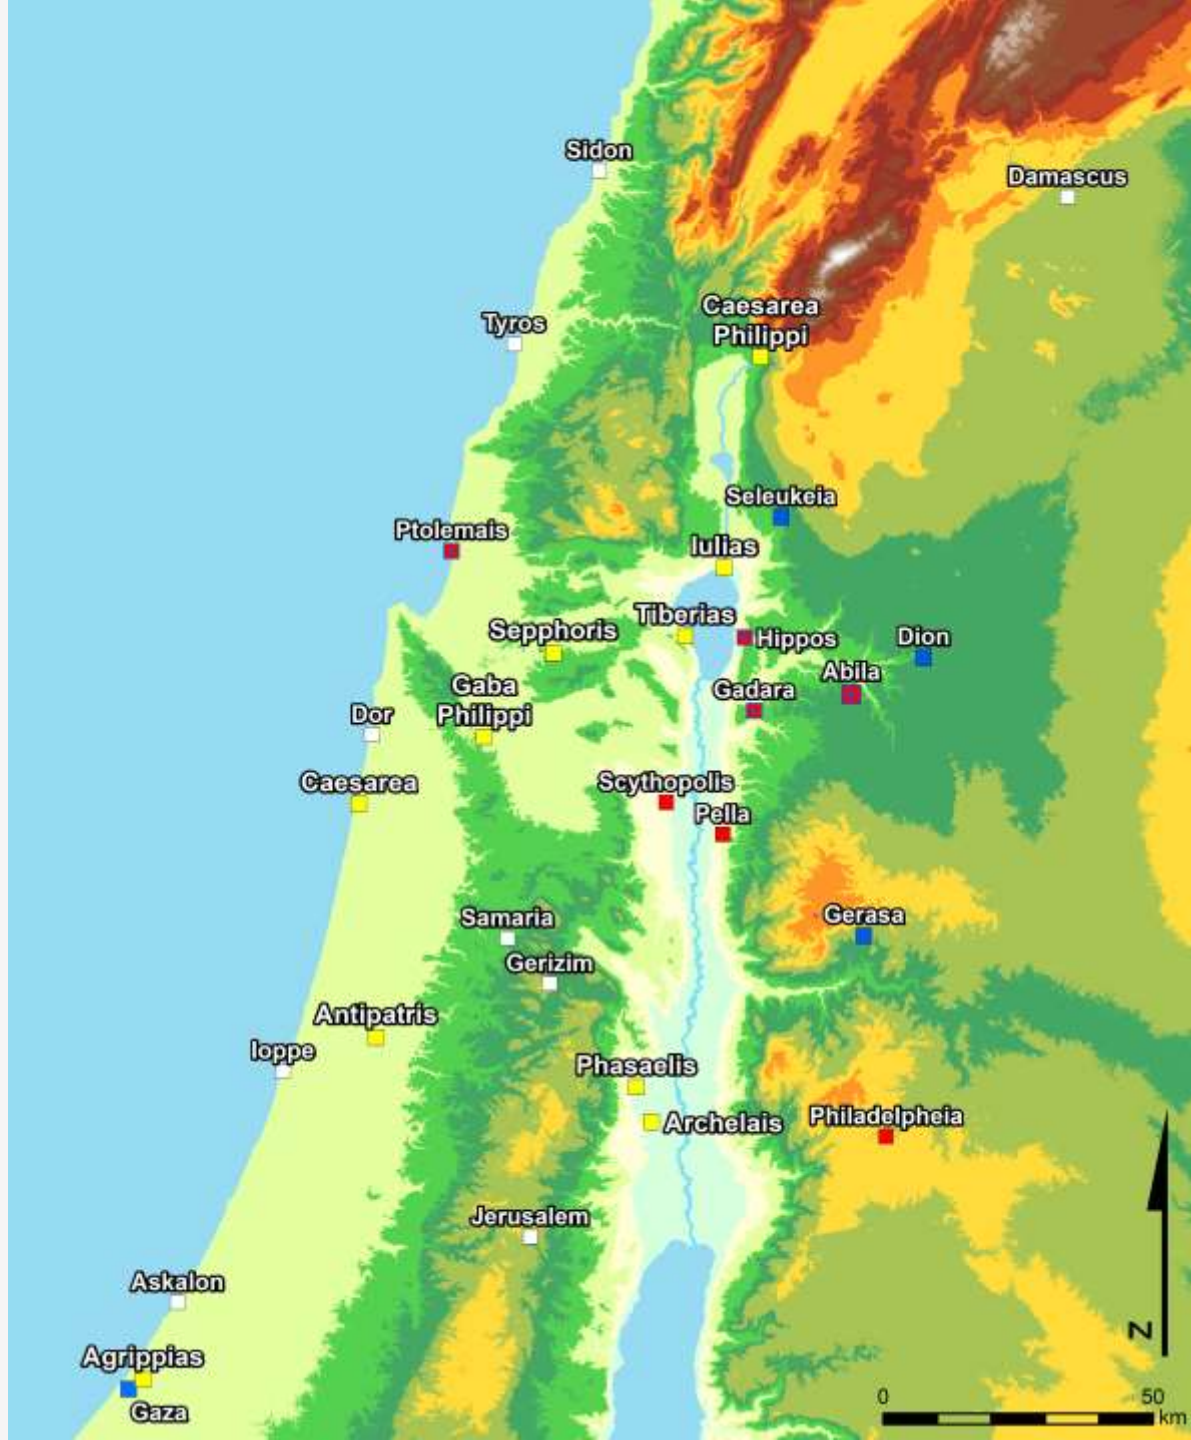 Sidon
Damascus
Caesarea
Philippi
Tyros
Seleukeia
Ptolemais
Iulias
Tiberias
Sepphoris
Hippos
Dion
Abila
Gaba
Philippi
Gadara
Dor
Caesarea
Scythopolis
Pella
Samaria
Gerasa
Gerizim
Antipatris
Ioppe
Phasaelis
Archelais
Philadelpheia
Jerusalem
Askalon
N
Agrippias
Gaza
0 50
km